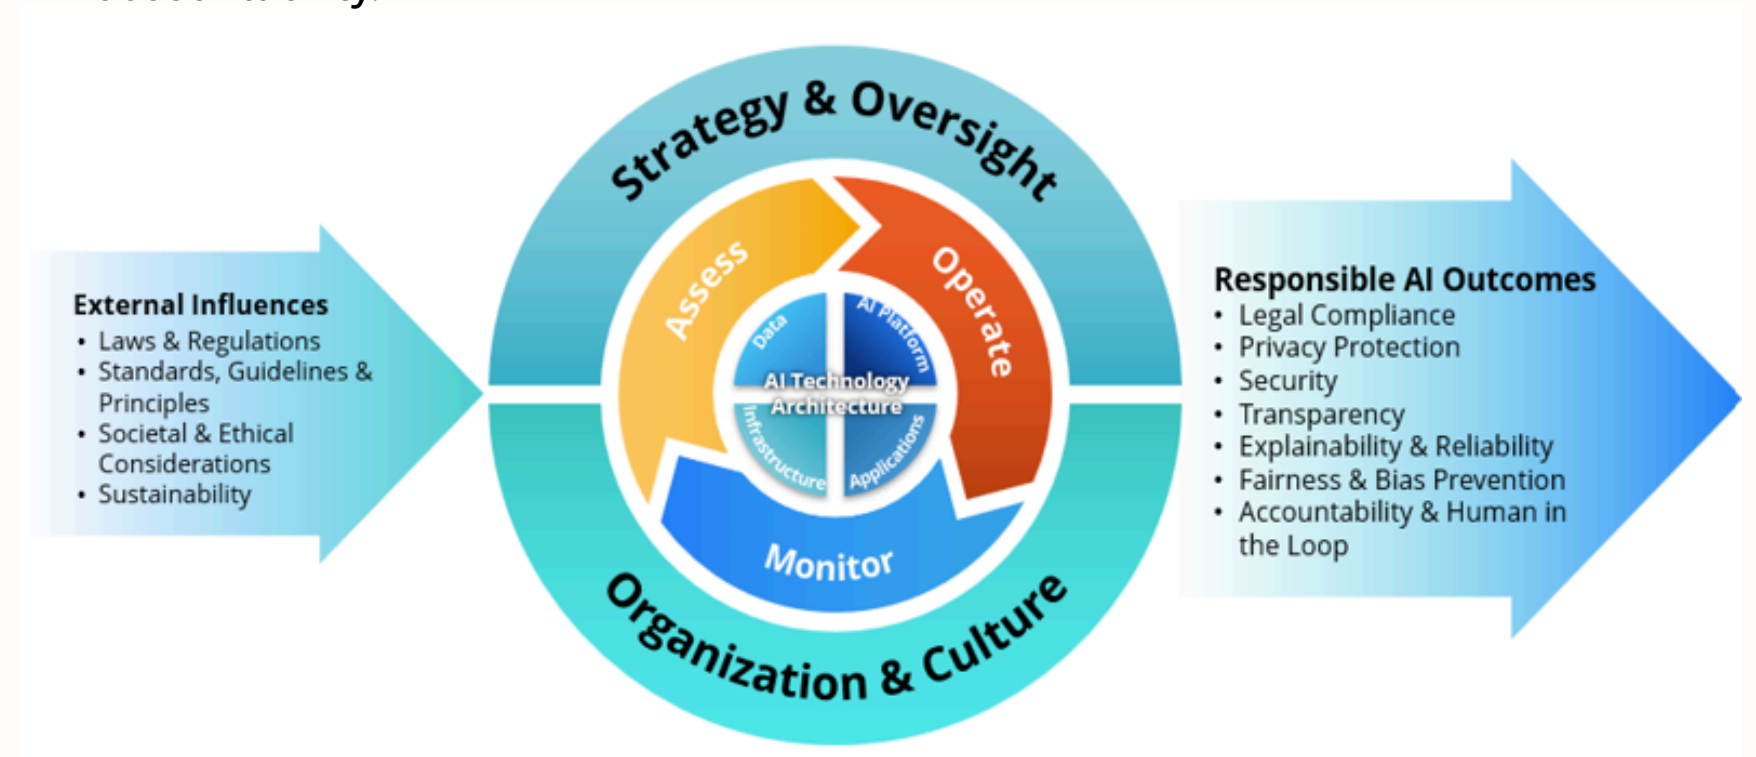 External Influences
• Laws & Regulations
• Standards, Guidelines &
Principles
• Societal & Ethical
Considerations
• Sustainability
Strategy & Oversight
Assess
Operate
Monitor
Data
AI Platform
AI Technology
Architecture
Infrastructure
Applications
Organization & Culture
Responsible AI Outcomes
• Legal Compliance
• Privacy Protection
• Security
• Transparency
• Explainability & Reliability
• Fairness & Bias Prevention
• Accountability & Human in
the Loop